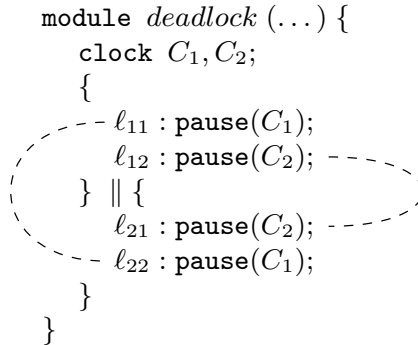 module deadlock (...) {
clock C₁, C₂;
{
ℓ₁₁ : pause(C₁);
ℓ₁₂ : pause(C₂);
} ∥ {
ℓ₂₁ : pause(C₂);
ℓ₂₂ : pause(C₁);
}
}